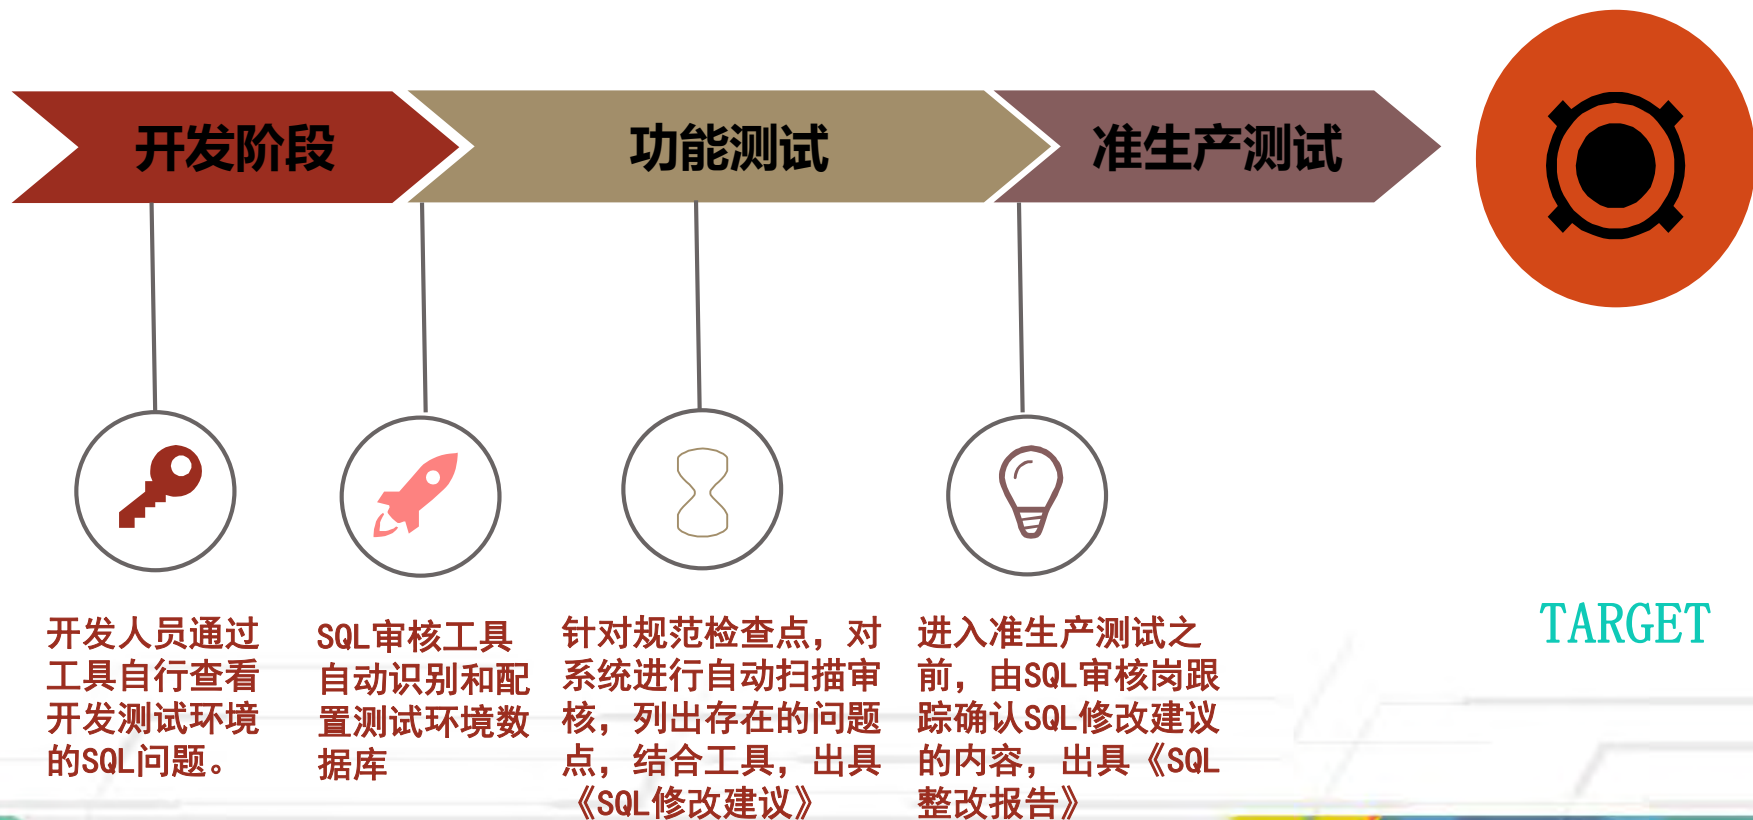 开发阶段
功能测试
准生产测试
开发人员通过
工具自行查看
开发测试环境
的SQL问题。
SQL审核工具
自动识别和配
置测试环境数
据库
针对规范检查点，对
系统进行自动扫描审
核，列出存在的问题
点，结合工具，出具
《SQL修改建议》
进入准生产测试之
前，由SQL审核岗跟
踪确认SQL修改建议
的内容，出具《SQL
整改报告》
TARGET